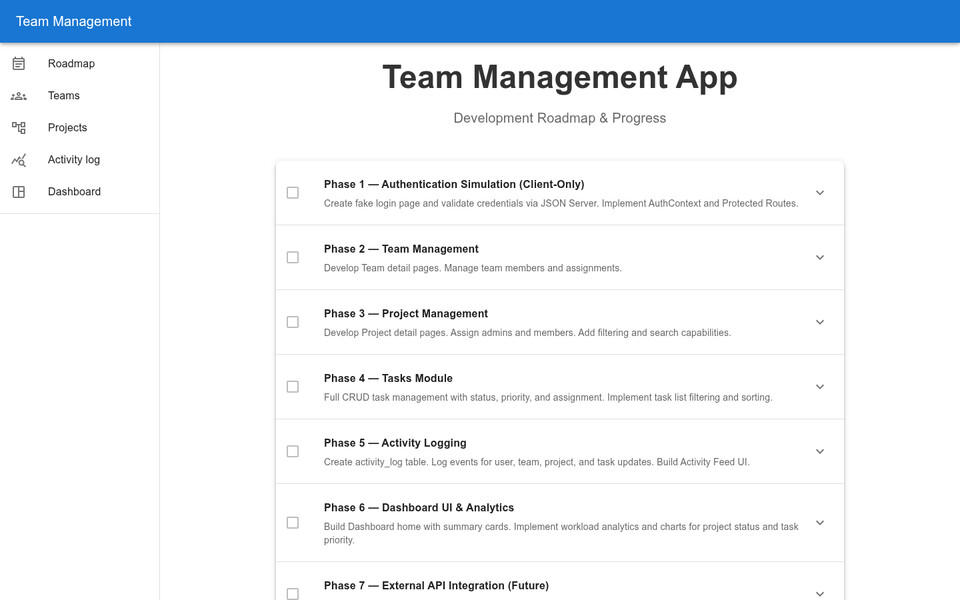 Team Management
Roadmap
Teams
Projects
Activity log
Dashboard
Team Management App
Development Roadmap & Progress
Phase 1 — Authentication Simulation (Client-Only)
Create fake login page and validate credentials via JSON Server. Implement AuthContext and Protected Routes.
Phase 2 — Team Management
Develop Team detail pages. Manage team members and assignments.
Phase 3 — Project Management
Develop Project detail pages. Assign admins and members. Add filtering and search capabilities.
Phase 4 — Tasks Module
Full CRUD task management with status, priority, and assignment. Implement task list filtering and sorting.
Phase 5 — Activity Logging
Create activity_log table. Log events for user, team, project, and task updates. Build Activity Feed UI.
Phase 6 — Dashboard UI & Analytics
Build Dashboard home with summary cards. Implement workload analytics and charts for project status and task
priority.
Phase 7 — External API Integration (Future)